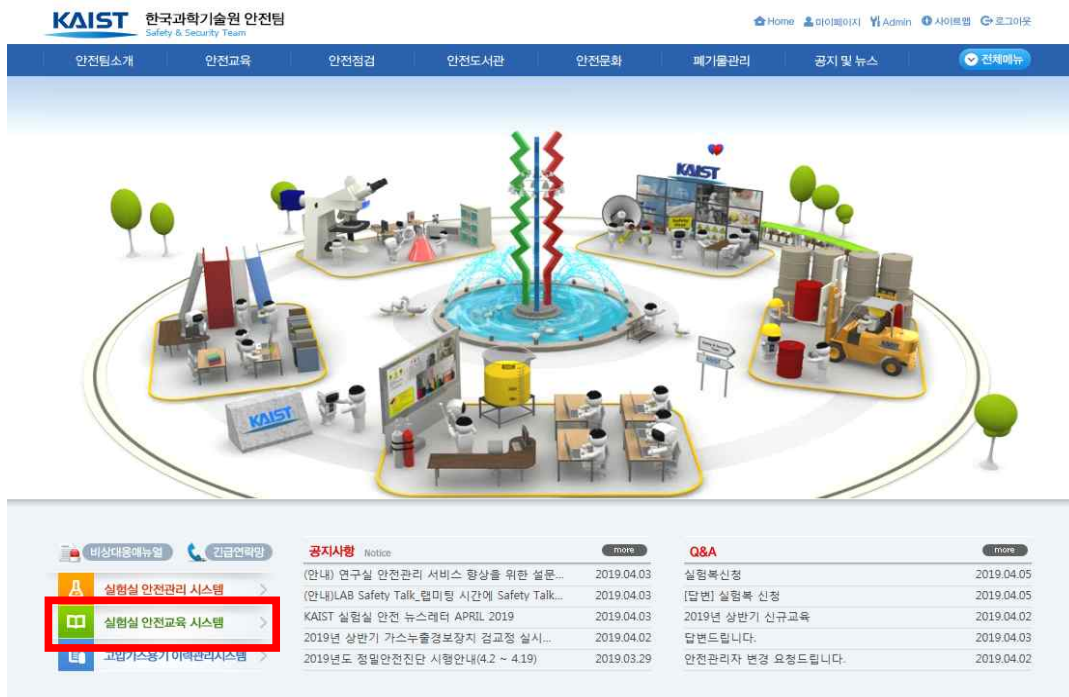 KAIST 한국과학기술원 안전팀
Safety & Security Team
Home 마이페이지 Admin 사이트맵 로그아웃
안전팀소개 안전교육 안전점검 안전도서관 안전문화 폐기물관리 공지 및 뉴스 전체메뉴
KAIST
KAIST
KAIST
비상대응매뉴얼 긴급연락망
실험실 안전관리 시스템
실험실 안전교육 시스템
고압가스용기 이력관리시스템
공지사항 Notice more
(안내) 연구실 안전관리 서비스 향상을 위한 설문... 2019.04.03
(안내)LAB Safety Talk_랩미팅 시간에 Safety Talk... 2019.04.03
KAIST 실험실 안전 뉴스레터 APRIL 2019 2019.04.03
2019년 상반기 가스누출경보장치 검교정 실시... 2019.04.02
2019년도 정밀안전진단 시행안내(4.2 ~ 4.19) 2019.03.29
Q&A more
실험복신청 2019.04.05
[답변] 실험복 신청 2019.04.05
2019년 상반기 신규교육 2019.04.02
답변드립니다. 2019.04.03
안전관리자 변경 요청드립니다. 2019.04.02